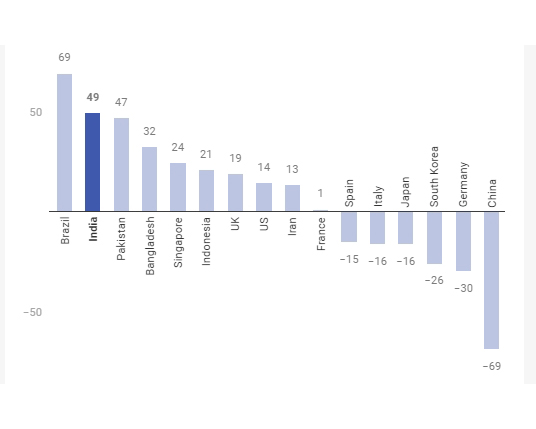 69
49
47
32
24
21
19
14
13
1
50
−50
Brazil
India
Pakistan
Bangladesh
Singapore
Indonesia
UK
US
Iran
France
Spain
Italy
Japan
South Korea
Germany
China
−15
−16
−16
−26
−30
−69